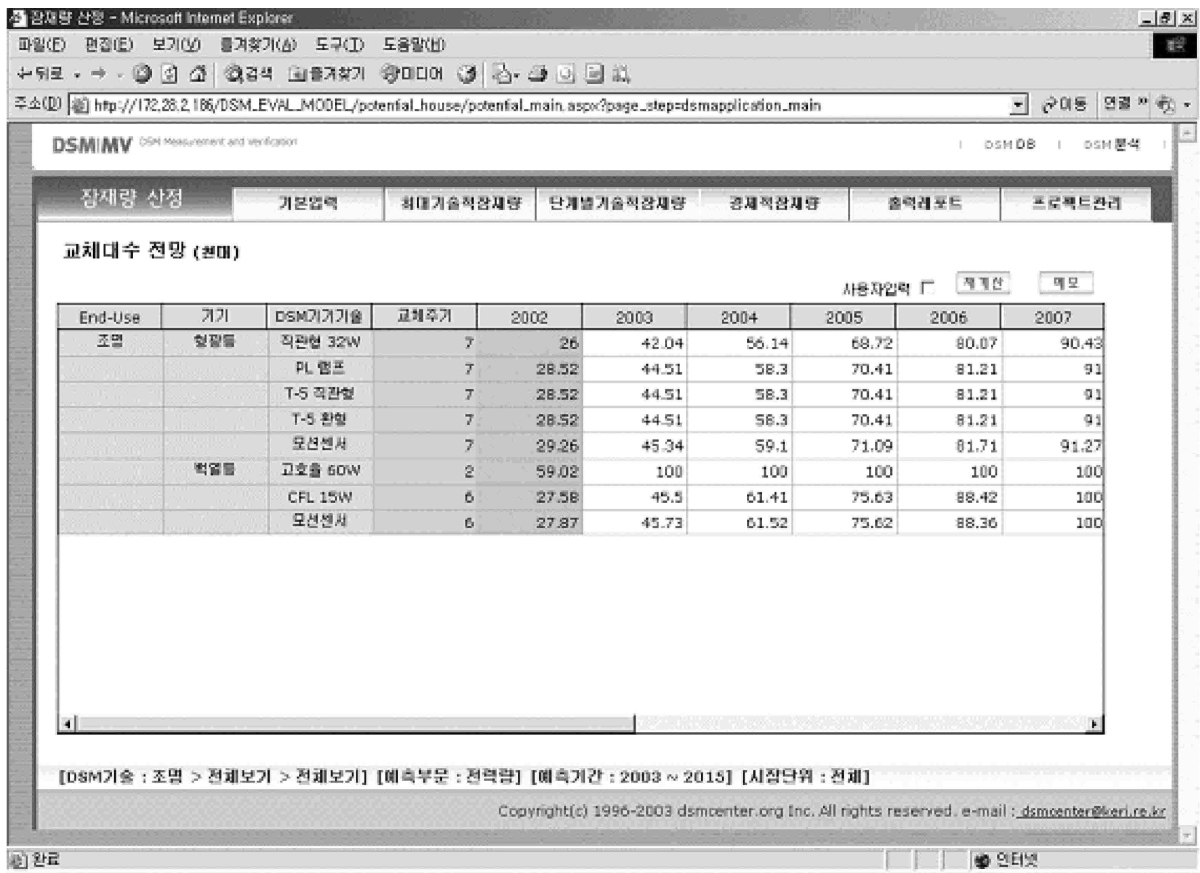 잠재량 산정 - Microsoft Internet Explorer
파일(F) 편집(E) 보기(V) 즐겨찾기(A) 도구(T) 도움말(H)
뒤로 검색 즐겨찾기 미디어
주소(D) http://172.28.2.186/DSM_EVAL_MODEL/potential_house/potential_main.aspx?page_step=dsmapplication_main 이동 연결 »
DSM|MV DSM Measurement and Verification | DSM DB | DSM 분석 |
잠재량 산정 기본입력 최대기술적잠재량 단계별기술적잠재량 경제적잠재량 출력레포트 프로젝트관리
교체대수 전망 (천대)
사용자입력 재계산 메모
End-Use 기기 DSM기기기술 교체주기 2002 2003 2004 2005 2006 2007
조명 형광등 직관형 32W 7 26 42.04 56.14 68.72 80.07 90.43
PL 램프 7 28.52 44.51 58.3 70.41 81.21 91
T-5 직관형 7 28.52 44.51 58.3 70.41 81.21 91
T-5 환형 7 28.52 44.51 58.3 70.41 81.21 91
모션센서 7 29.26 45.34 59.1 71.09 81.71 91.27
백열등 고효율 60W 2 59.02 100 100 100 100 100
CFL 15W 6 27.58 45.5 61.41 75.63 88.42 100
모션센서 6 27.87 45.73 61.52 75.62 88.36 100
[DSM기술 : 조명 > 전체보기 > 전체보기] [예측부문 : 전력량] [예측기간 : 2003 ~ 2015] [시장단위 : 전체]
Copyright(c) 1996-2003 dsmcenter.org Inc. All rights reserved. e-mail : dsmcenter@keri.re.kr
완료 인터넷